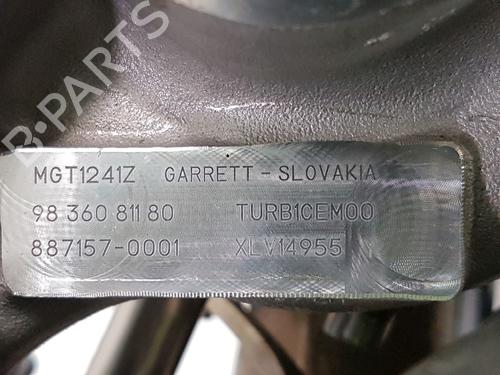 B-PARTS
MGT1241Z GARRETT - SLOVAKIA
98 360 811 80 TURB1CEM00
887157-0001 XLV14955